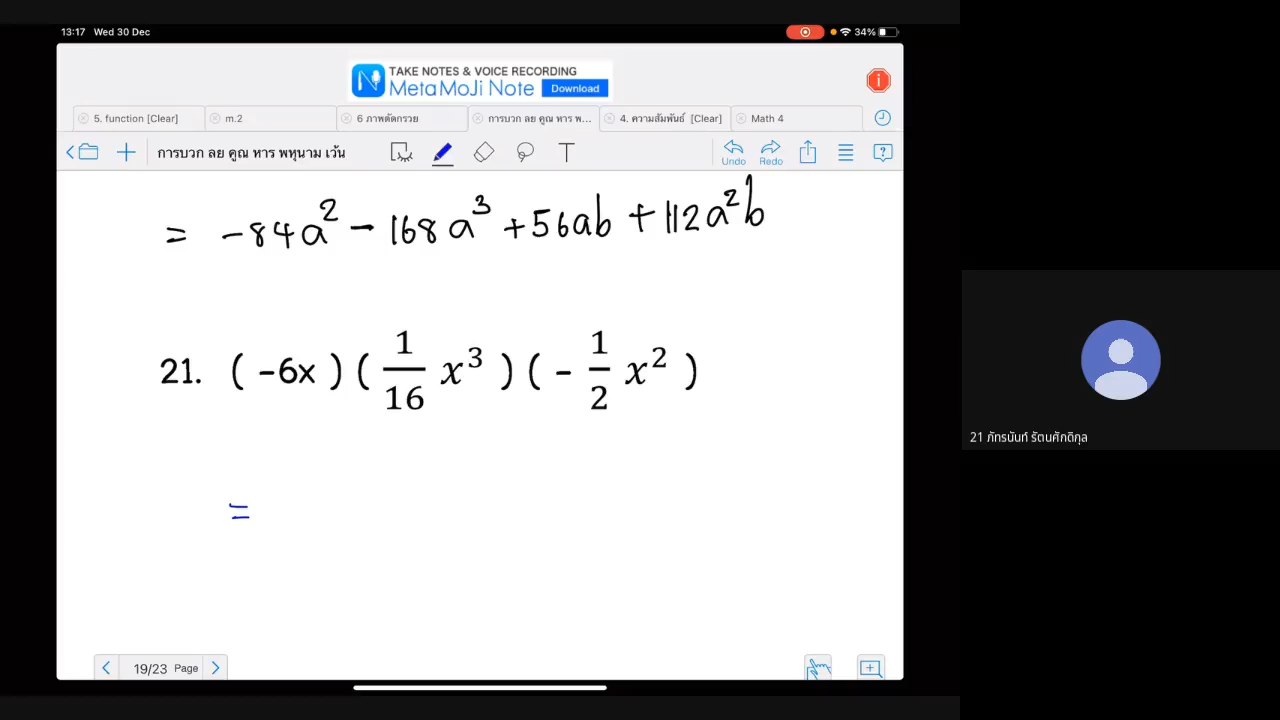 13:17 Wed 30 Dec
34%
TAKE NOTES & VOICE RECORDING
MetaMoJi Note Download
5. function [Clear] m.2 6 ภาพตัดกรวย การบวก ลย คูณ หาร พ... 4. ความสัมพันธ์ [Clear] Math 4
การบวก ลย คูณ หาร พหุนาม เว้น T Undo Redo
= -84a² - 168a³ + 56ab + 112a²b
21. ( -6x ) ( 1/16 x³ ) ( - 1/2 x² )
=
21 ภัทรนันท์ รัตนศักดิกุล
19/23 Page